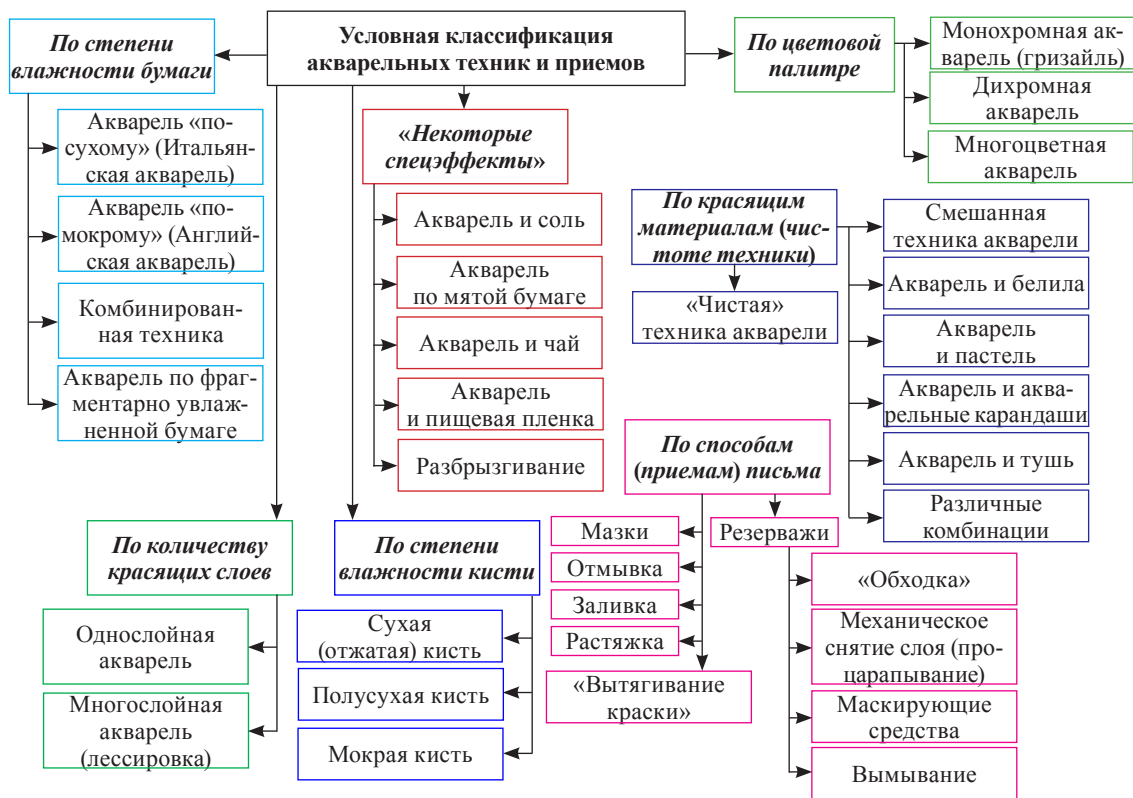 Условная классификация
акварельных техник и приемов
По степени
влажности бумаги
Акварель «по-
сухому» (Итальян-
ская акварель)
Акварель «по-
мокрому» (Англий-
ская акварель)
Комбинирован-
ная техника
Акварель по фраг-
ментарно увлаж-
ненной бумаге
«Некоторые
спецэффекты»
Акварель и соль
Акварель
по мятой бумаге
Акварель и чай
Акварель
и пищевая пленка
Разбрызгивание
По цветовой
палитре
Монохромная ак-
варель (гризайль)
Дихромная
акварель
Многоцветная
акварель
По красящим
материалам (чис-
тоте техники)
«Чистая»
техника акварели
Смешанная
техника акварели
Акварель и белила
Акварель
и пастель
Акварель и аква-
рельные карандаши
Акварель и тушь
Различные
комбинации
По количеству
красящих слоев
Однослойная
акварель
Многослойная
акварель
(лессировка)
По степени
влажности кисти
Сухая
(отжатая) кисть
Полусухая кисть
Мокрая кисть
По способам
(приемам) письма
Мазки
Отмывка
Заливка
Растяжка
«Вытягивание
краски»
Резерважи
«Обходка»
Механическое
снятие слоя (про-
царапывание)
Маскирующие
средства
Вымывание